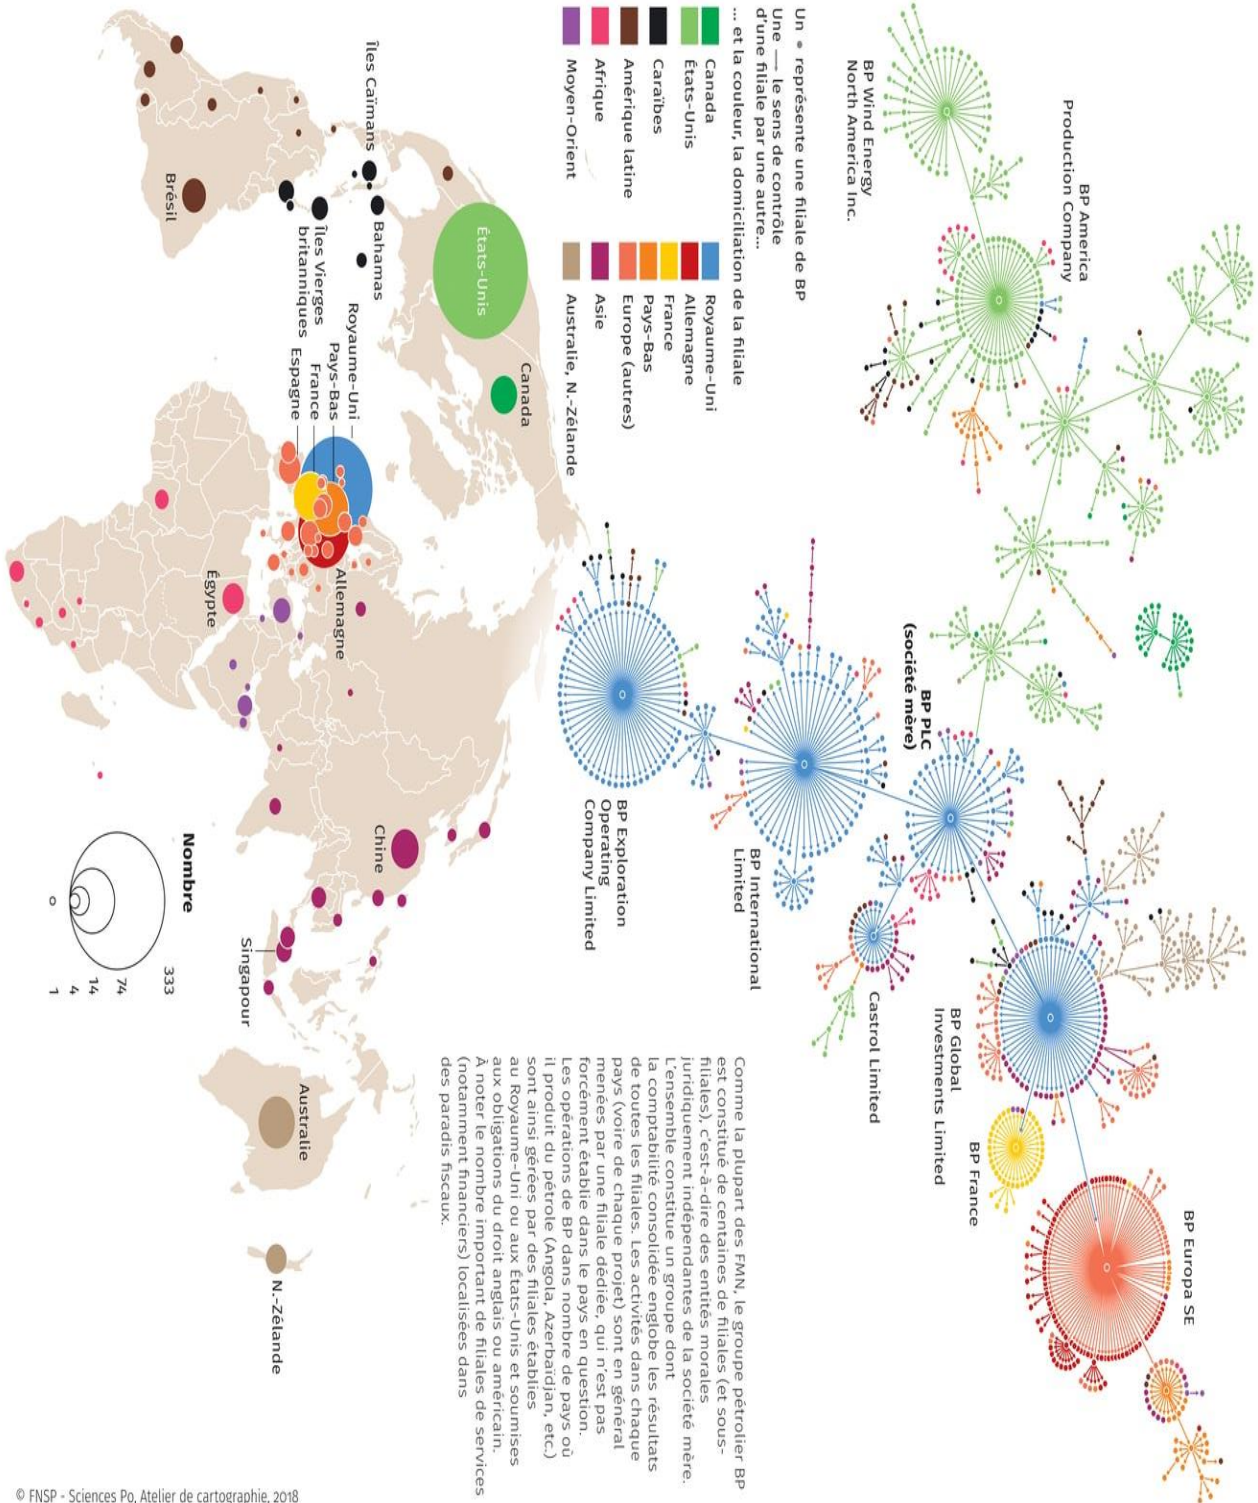 BP Wind Energy
North America Inc.
BP America
Production Company
BP PLC
(société mère)
BP Exploration
Operating
Company Limited
BP International
Limited
Castrol Limited
BP Global
Investments Limited
BP France
BP Europa SE
Un représente une filiale de BP
Une le sens de contrôle
d'une filiale par une autre...
... et la couleur, la domiciliation de la filiale
Canada
États-Unis
Caraïbes
Amérique latine
Afrique
Moyen-Orient
Royaume-Uni
Allemagne
France
Pays-Bas
Europe (autres)
Asie
Australie, N.-Zélande
Comme la plupart des FMN, le groupe pétrolier BP
est constitué de centaines de filiales (et sous-
filiales), c'est-à-dire des entités morales
juridiquement indépendantes de la société mère.
L'ensemble constitue un groupe dont
la comptabilité consolidée englobe les résultats
de toutes les filiales. Les activités dans chaque
pays (voire de chaque projet) sont en général
menées par une filiale dédiée, qui n'est pas
forcément établie dans le pays en question.
Les opérations de BP dans nombre de pays où
il produit du pétrole (Angola, Azerbaïdjan, etc.)
sont ainsi gérées par des filiales établies
au Royaume-Uni ou aux États-Unis et soumises
aux obligations du droit anglais ou américain.
À noter le nombre important de filiales de services
(notamment financiers) localisées dans
des paradis fiscaux.
États-Unis
Canada
Îles Caïmans
Bahamas
Îles Vierges
britanniques
Brésil
Royaume-Uni
Pays-Bas
France
Espagne
Allemagne
Égypte
Chine
Singapour
Australie
N.-Zélande
Nombre
333
74
14
4
1
© FNSP - Sciences Po, Atelier de cartographie, 2018